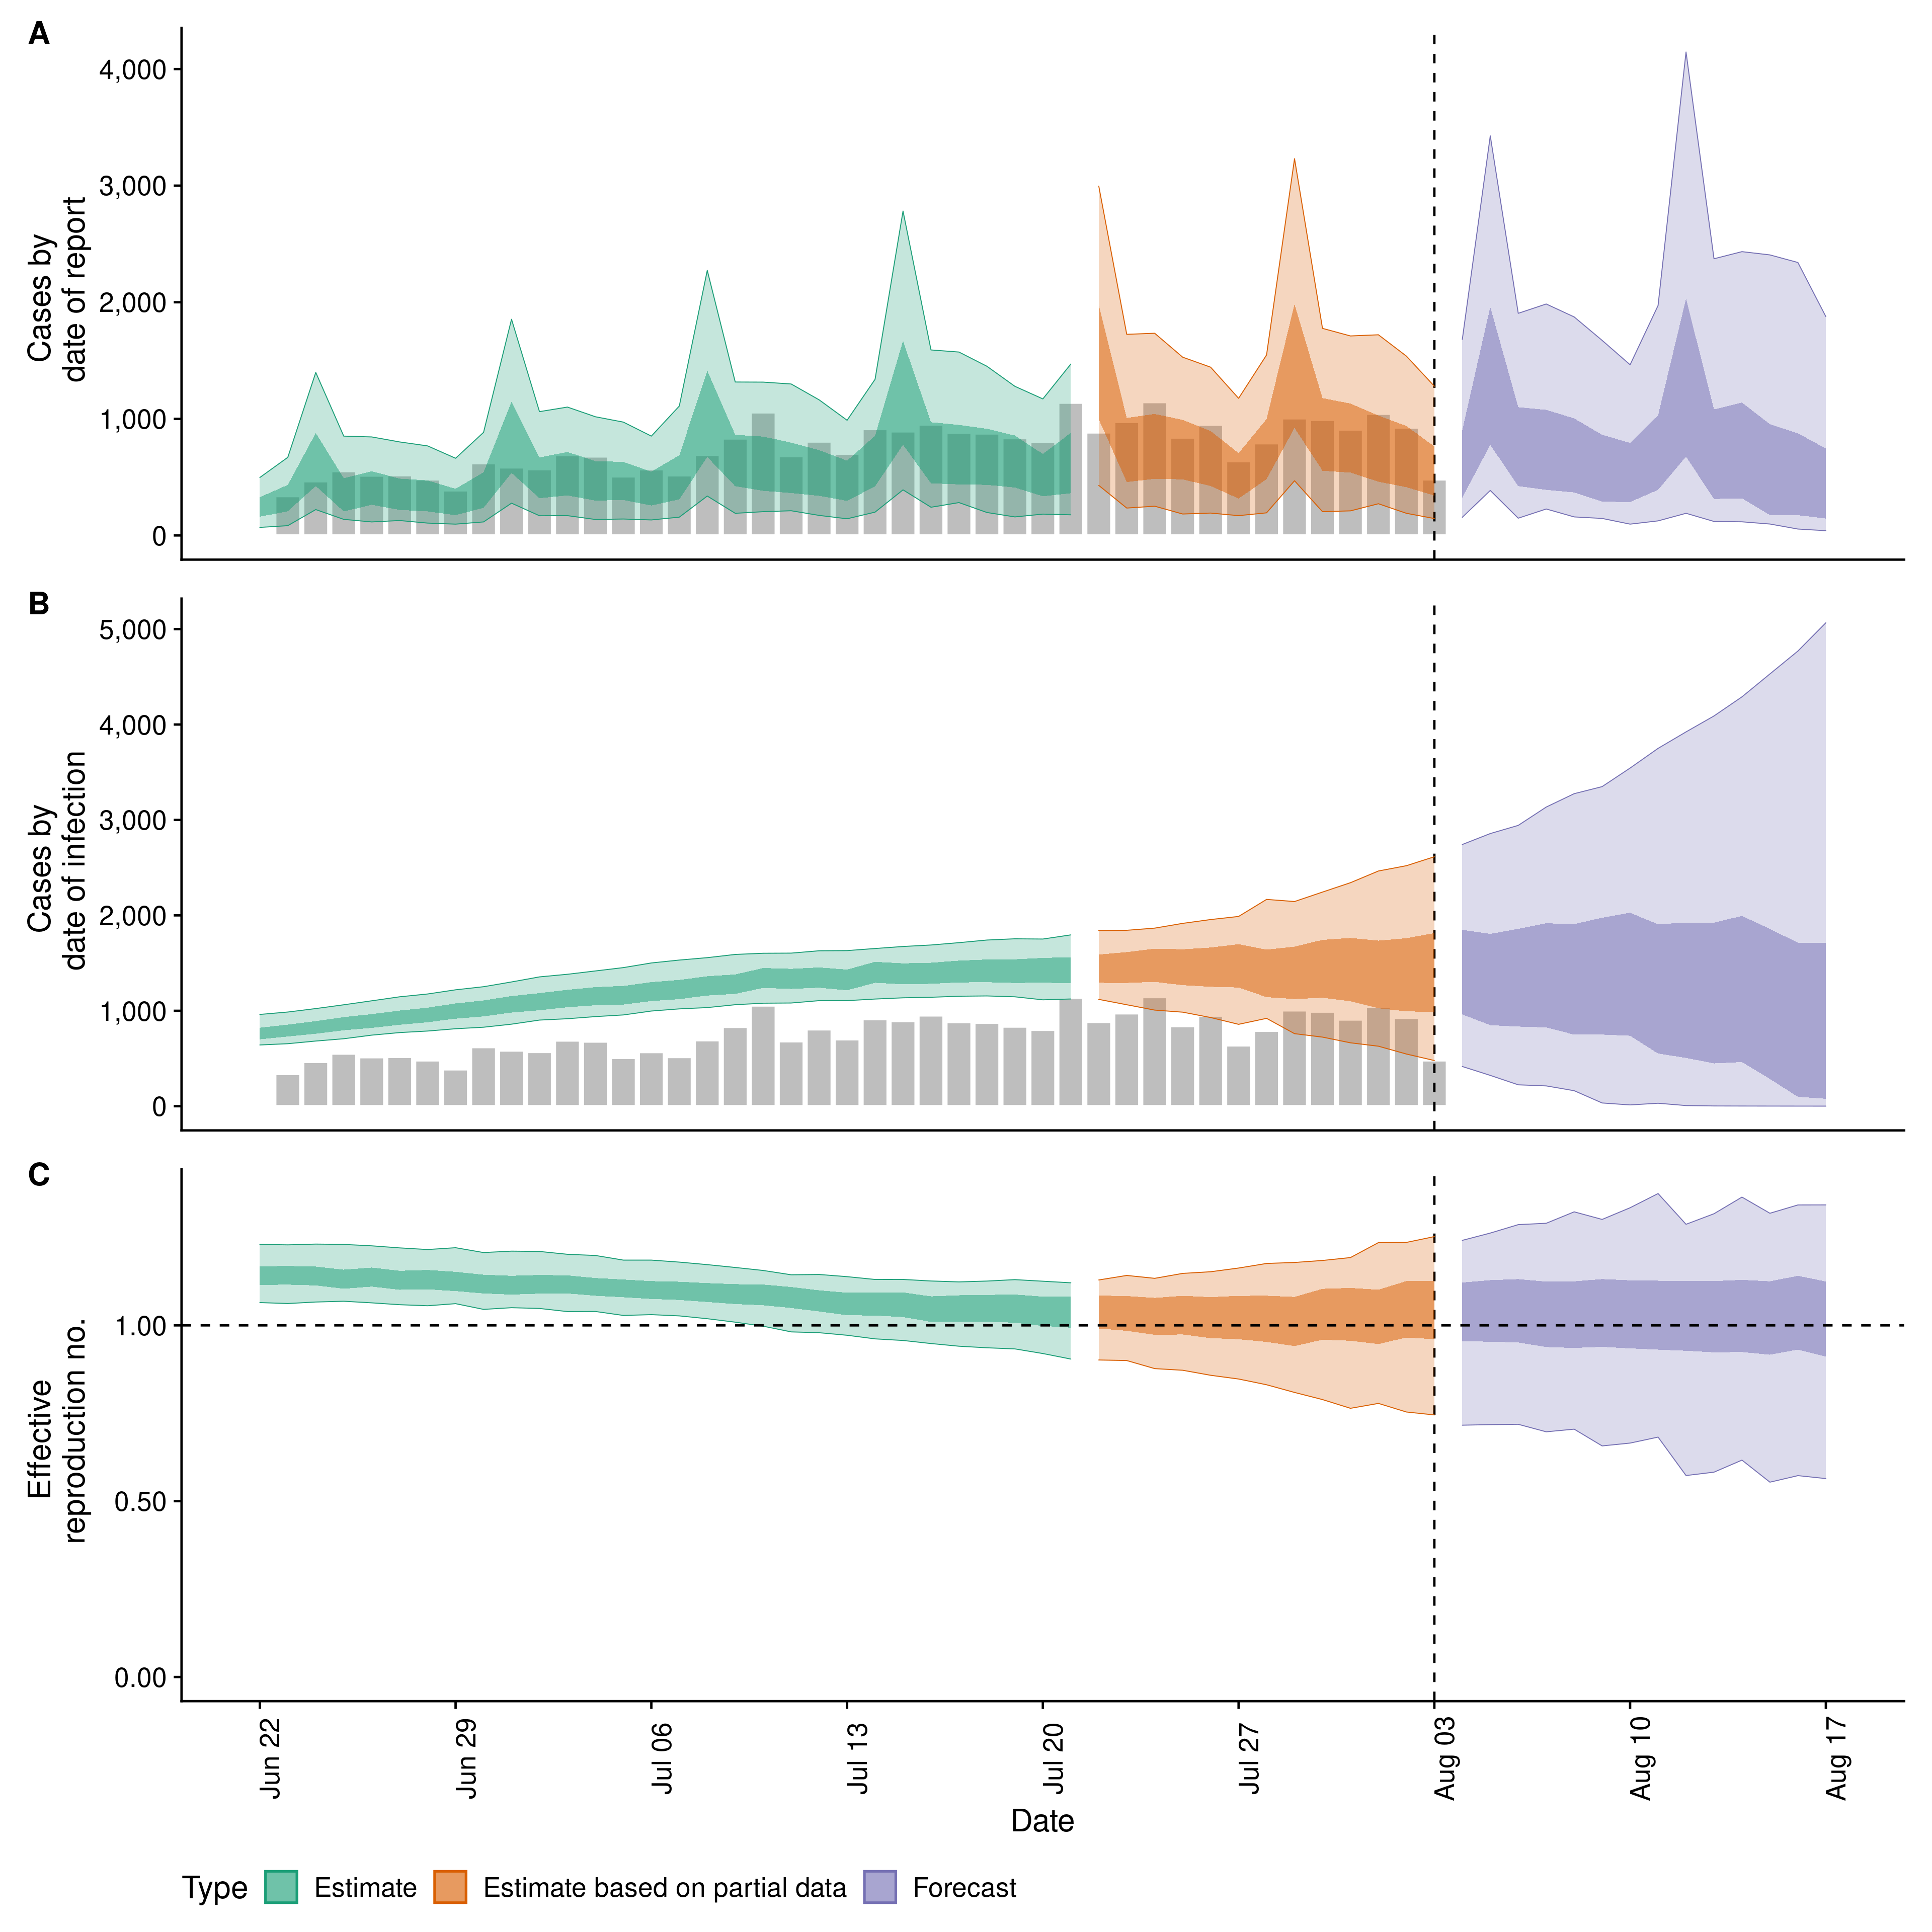 A
Cases by
date of report
4,000
3,000
2,000
1,000
0
B
Cases by
date of infection
5,000
4,000
3,000
2,000
1,000
0
C
Effective
reproduction no.
1.00
0.50
0.00
Jun 22
Jun 29
Jul 06
Jul 13
Jul 20
Jul 27
Aug 03
Aug 10
Aug 17
Date
Type Estimate Estimate based on partial data Forecast